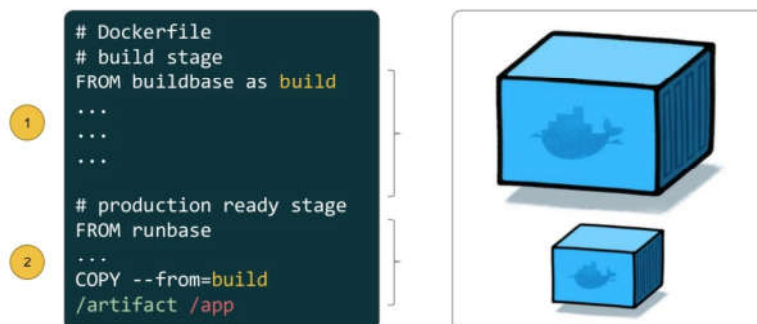 # Dockerfile
# build stage
FROM buildbase as build
...
...
...
1
# production ready stage
FROM runbase
...
2
COPY --from=build
/artifact /app